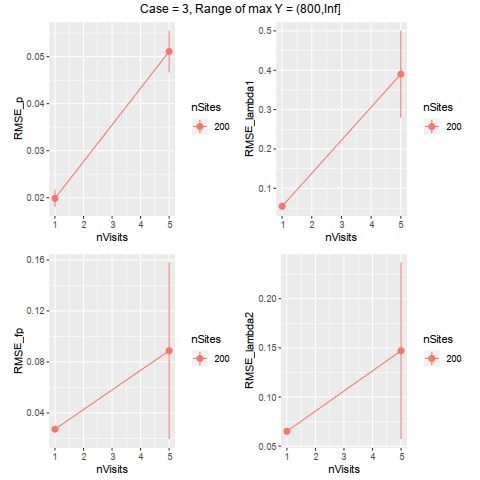 Case = 3, Range of max Y = (800,Inf]
RMSE_p
0.05
0.04
0.03
0.02
1 2 3 4 5
nVisits
nSites
200
RMSE_lambda1
0.5
0.4
0.3
0.2
0.1
1 2 3 4 5
nVisits
nSites
200
RMSE_fp
0.16
0.12
0.08
0.04
1 2 3 4 5
nVisits
nSites
200
RMSE_lambda2
0.20
0.15
0.10
0.05
1 2 3 4 5
nVisits
nSites
200